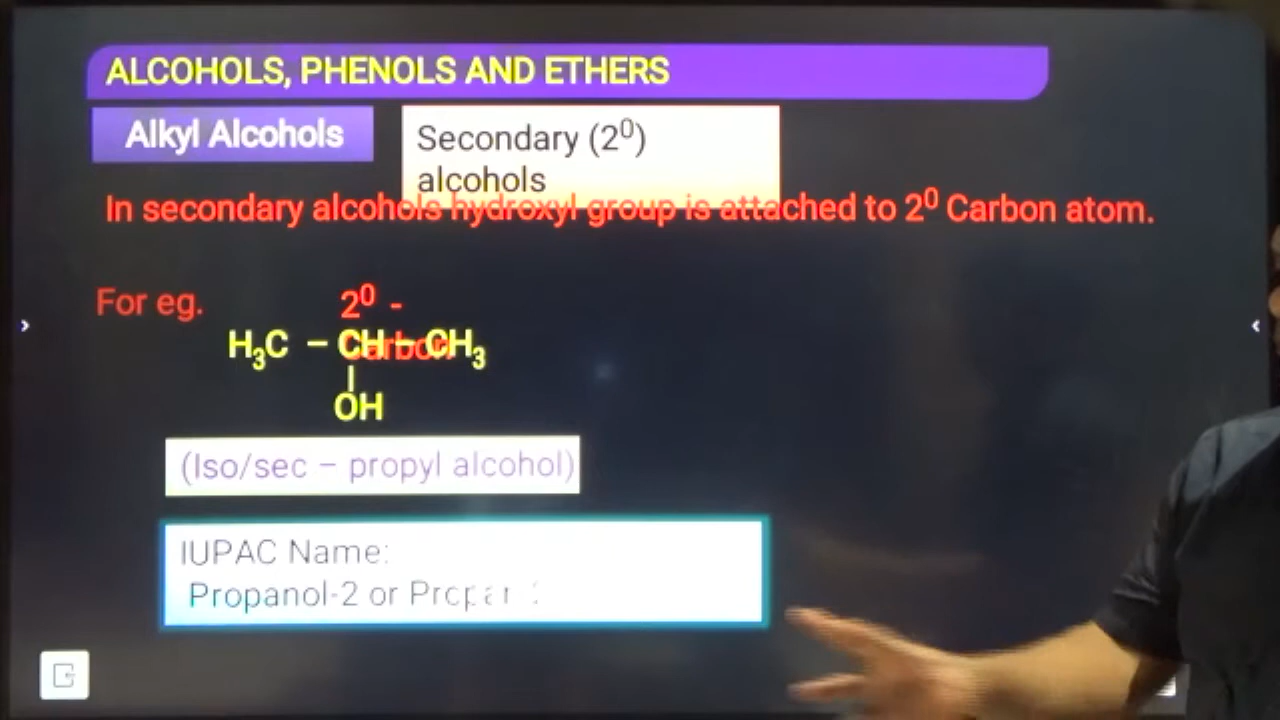 ALCOHOLS, PHENOLS AND ETHERS
Alkyl Alcohols
Secondary (2⁰)
alcohols
In secondary alcohols hydroxyl group is attached to 2⁰ Carbon atom.
For eg.
2⁰ -
Carbon
H₃C – CH – CH₃
|
OH
(Iso/sec – propyl alcohol)
IUPAC Name:
Propanol-2 or